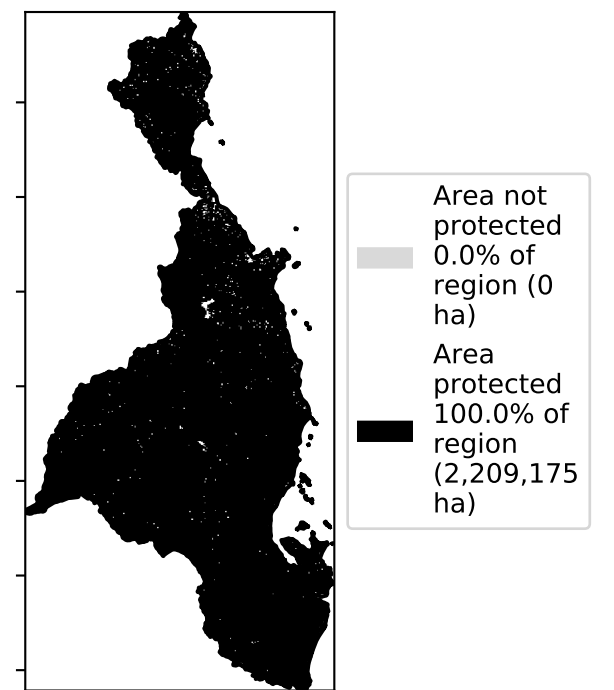 Area not
protected
0.0% of
region (0
ha)
Area
protected
100.0% of
region
(2,209,175
ha)